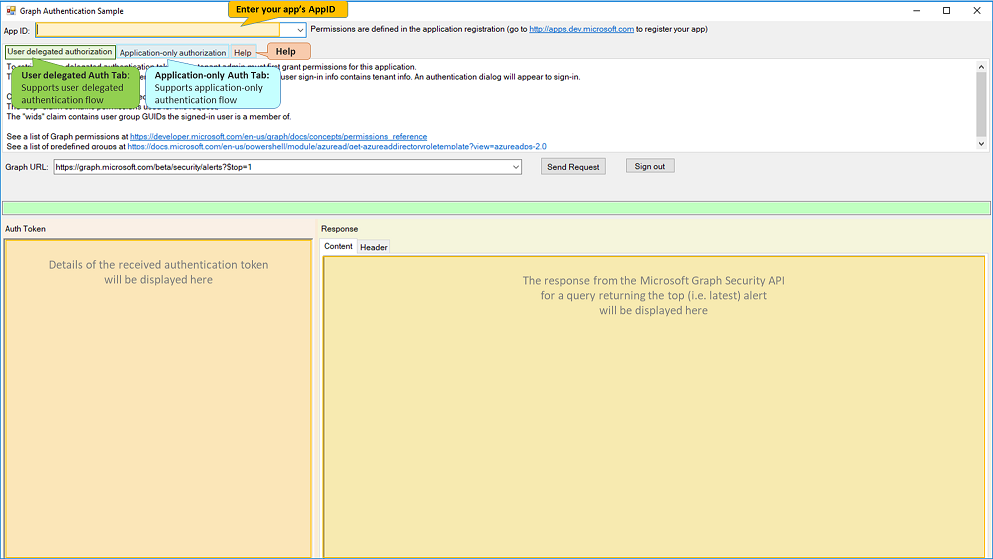 Graph Authentication Sample
Enter your app's AppID
App ID:
Permissions are defined in the application registration (go to http://apps.dev.microsoft.com to register your app)
User delegated authorization
Application-only authorization
Help
Help
To
tenant admin must first grant permissions for this application.
user sign-in info contains tenant info. An authentication dialog will appear to sign-in.
User delegated Auth Tab:
Supports user delegated
authentication flow
Application-only Auth Tab:
Supports application-only
authentication flow
The "wids" claim contains user group GUIDs the signed-in user is a member of.
See a list of Graph permissions at https://developer.microsoft.com/en-us/graph/docs/concepts/permissions_reference
See a list of predefined groups at https://docs.microsoft.com/en-us/powershell/module/azuread/get-azureaddirectoryroletemplate?view=azureadps-2.0
Graph URL:
https://graph.microsoft.com/beta/security/alerts?$top=1
Send Request
Sign out
Auth Token
Response
Content
Header
Details of the received authentication token
will be displayed here
The response from the Microsoft Graph Security API
for a query returning the top (i.e. latest) alert
will be displayed here